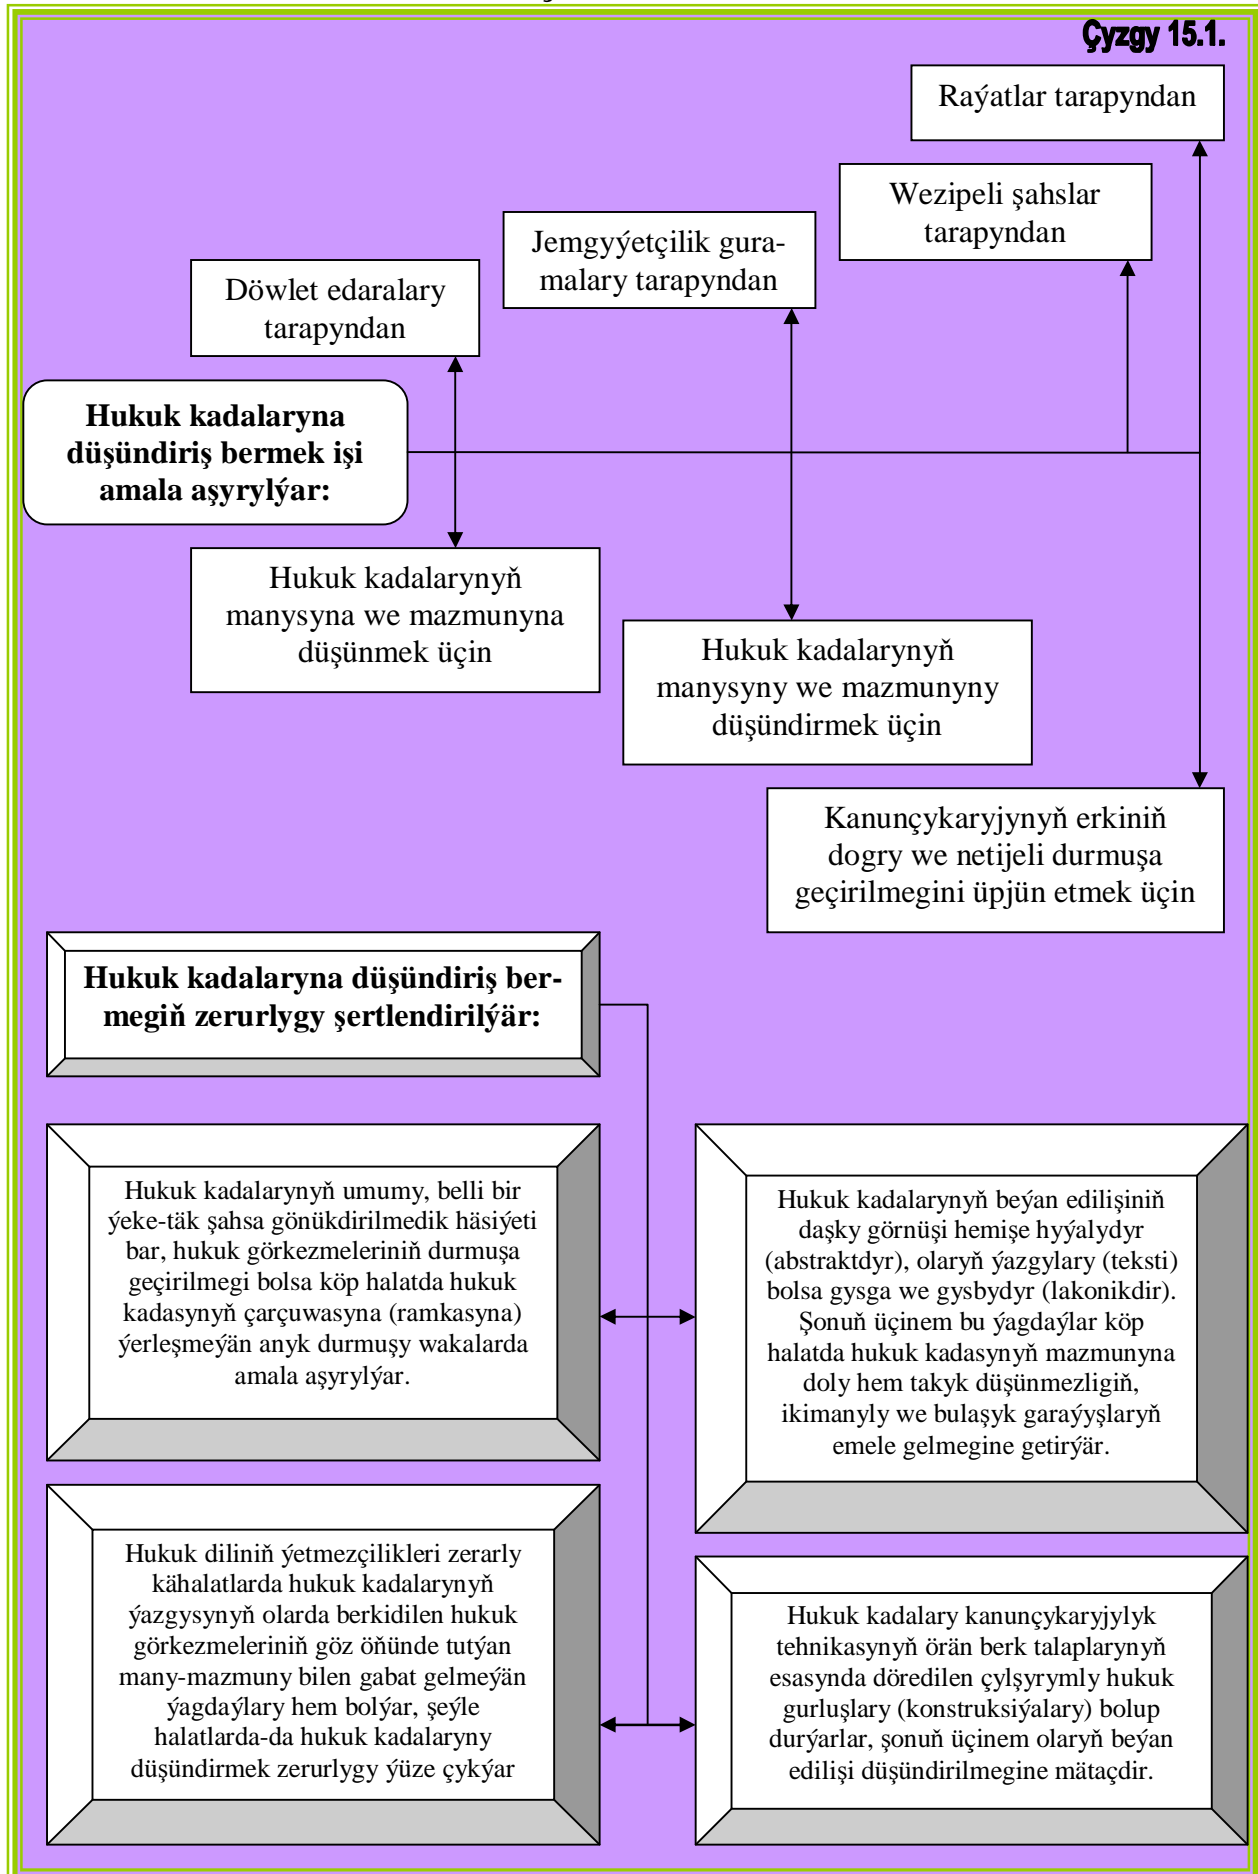 Çyzgy 15.1.
Raýatlar tarapyndan
Wezipeli şahslar
tarapyndan
Jemgyýetçilik gura-
malary tarapyndan
Döwlet edaralary
tarapyndan
Hukuk kadalaryna
düşündiriş bermek işi
amala aşyrylýar:
Hukuk kadalarynyň
manysyna we mazmunyna
düşünmek üçin
Hukuk kadalarynyň
manysyny we mazmunyny
düşündirmek üçin
Kanunçykaryjynyň erkiniň
dogry we netijeli durmuşa
geçirilmegini üpjün etmek üçin
Hukuk kadalaryna düşündiriş ber-
megiň zerurlygy şertlendirilýär:
Hukuk kadalarynyň umumy, belli bir
ýeke-täk şahsa gönükdirilmedik häsiýeti
bar, hukuk görkezmeleriniň durmuşa
geçirilmegi bolsa köp halatda hukuk
kadasynyň çarçuwasyna (ramkasyna)
ýerleşmeýän anyk durmuşy wakalarda
amala aşyrylýar.
Hukuk kadalarynyň beýan edilişiniň
daşky görnüşi hemişe hyýalydyr
(abstraktdyr), olaryň ýazgylary (teksti)
bolsa gysga we gysbydyr (lakonikdir).
Şonuň üçinem bu ýagdaýlar köp
halatda hukuk kadasynyň mazmunyna
doly hem takyk düşünmezligiň,
ikimanyly we bulaşyk garaýyşlaryň
emele gelmegine getirýär.
Hukuk diliniň ýetmezçilikleri zerarly
kähalatlarda hukuk kadalarynyň
ýazgysynyň olarda berkidilen hukuk
görkezmeleriniň göz öňünde tutýan
many-mazmuny bilen gabat gelmeýän
ýagdaýlary hem bolýar, şeýle
halatlarda-da hukuk kadalaryny
düşündirmek zerurlygy ýüze çykýar
Hukuk kadalary kanunçykaryjylyk
tehnikasynyň örän berk talaplarynyň
esasynda döredilen çylşyrymly hukuk
gurluşlary (konstruksiýalary) bolup
durýarlar, şonuň üçinem olaryň beýan
edilişi düşündirilmegine mätäçdir.